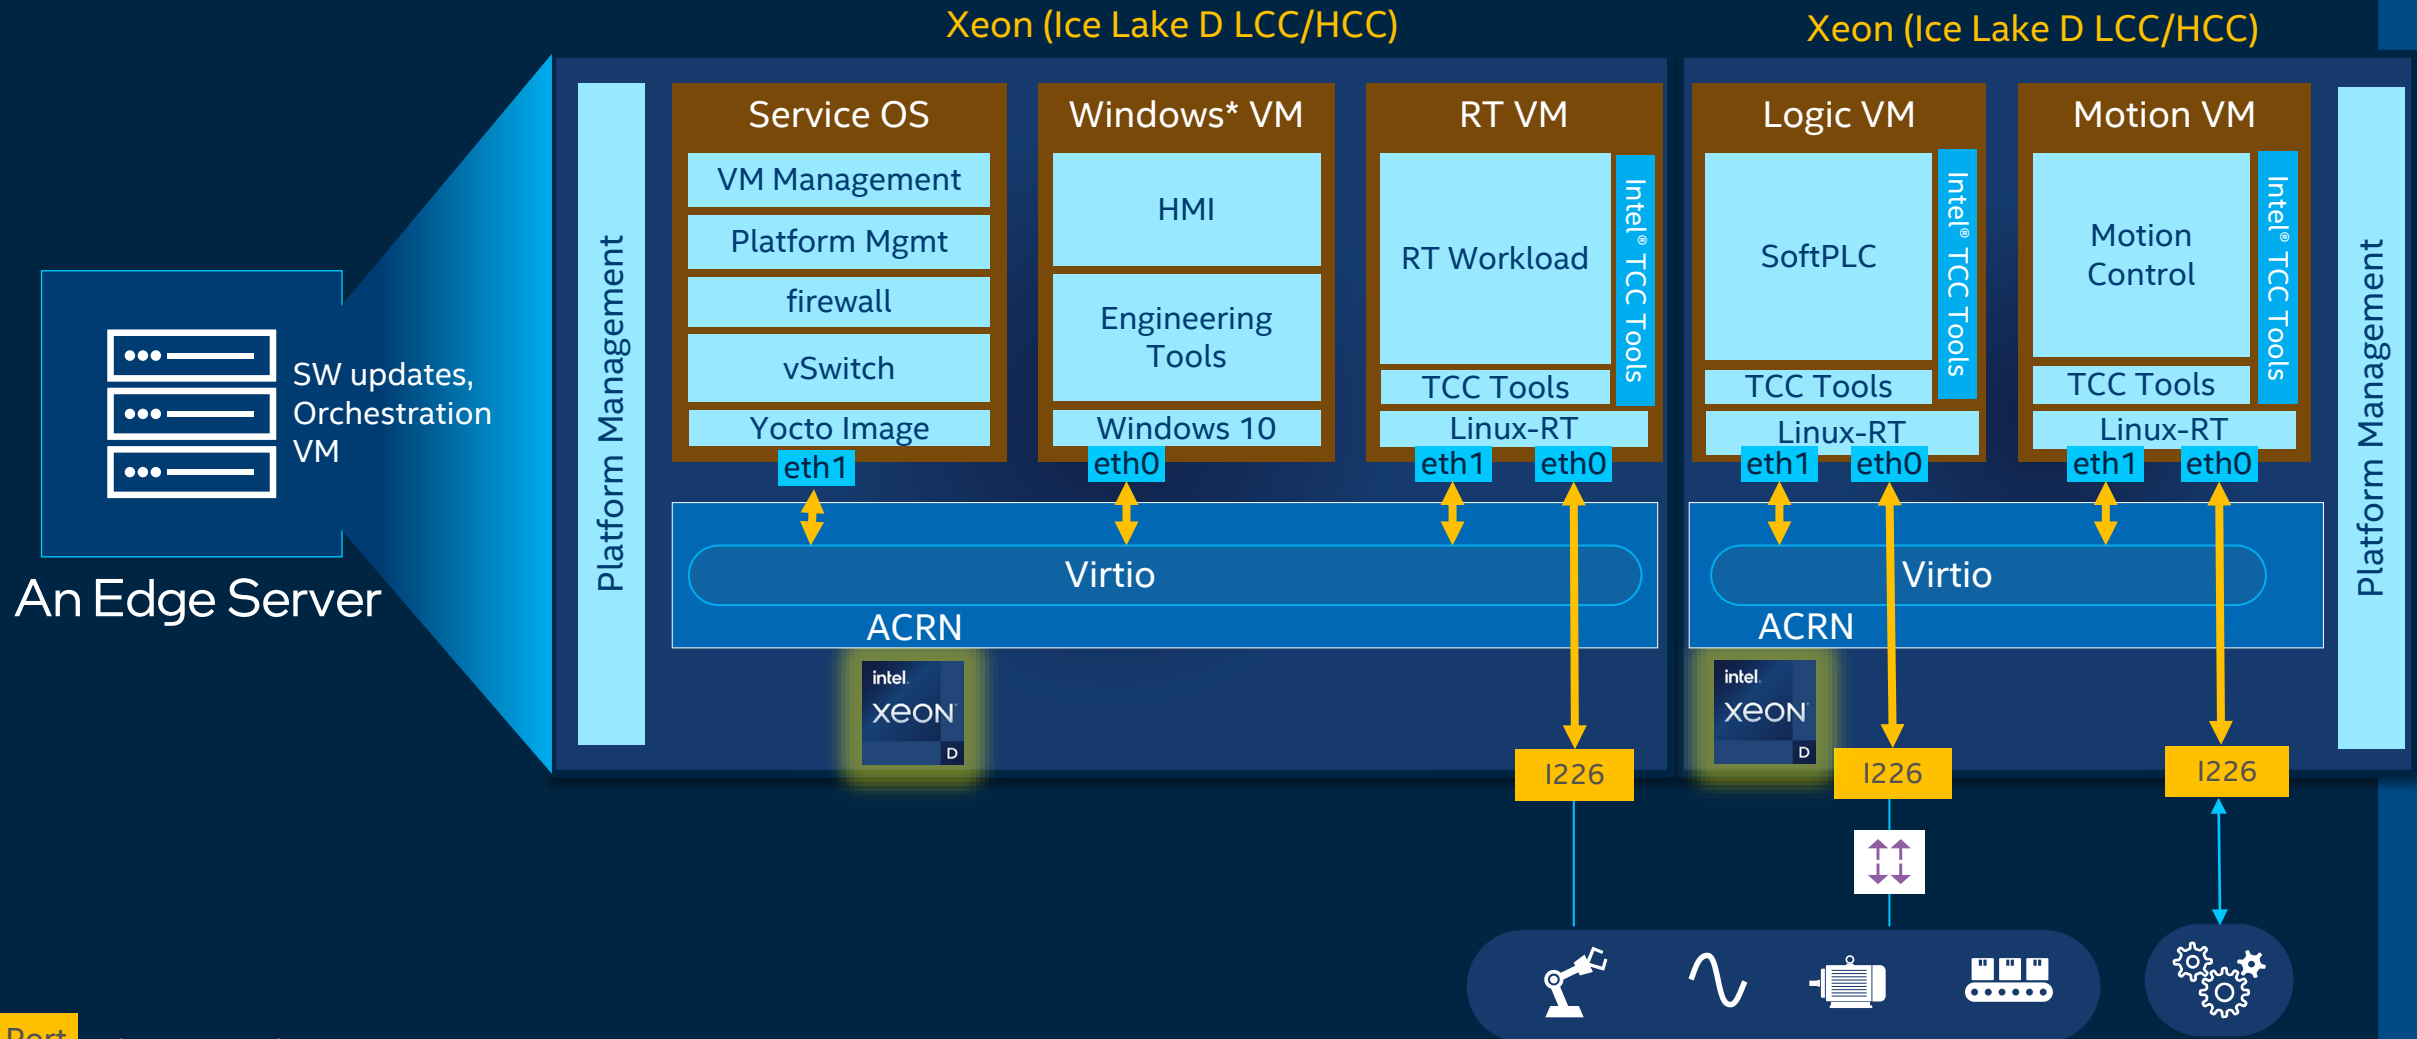 Xeon (Ice Lake D LCC/HCC)
Xeon (Ice Lake D LCC/HCC)
SW updates,
Orchestration
VM
An Edge Server
Platform Management
Service OS
VM Management
Platform Mgmt
firewall
vSwitch
Yocto Image
eth1
Windows* VM
HMI
Engineering
Tools
Windows 10
eth0
RT VM
RT Workload
Intel® TCC Tools
TCC Tools
Linux-RT
eth1
eth0
Virtio
ACRN
intel.
XEON
D
I226
Logic VM
SoftPLC
Intel® TCC Tools
TCC Tools
Linux-RT
eth1
eth0
Motion VM
Motion
Control
Intel® TCC Tools
TCC Tools
Linux-RT
eth1
eth0
Platform Management
Virtio
ACRN
intel.
XEON
D
I226
I226
Port